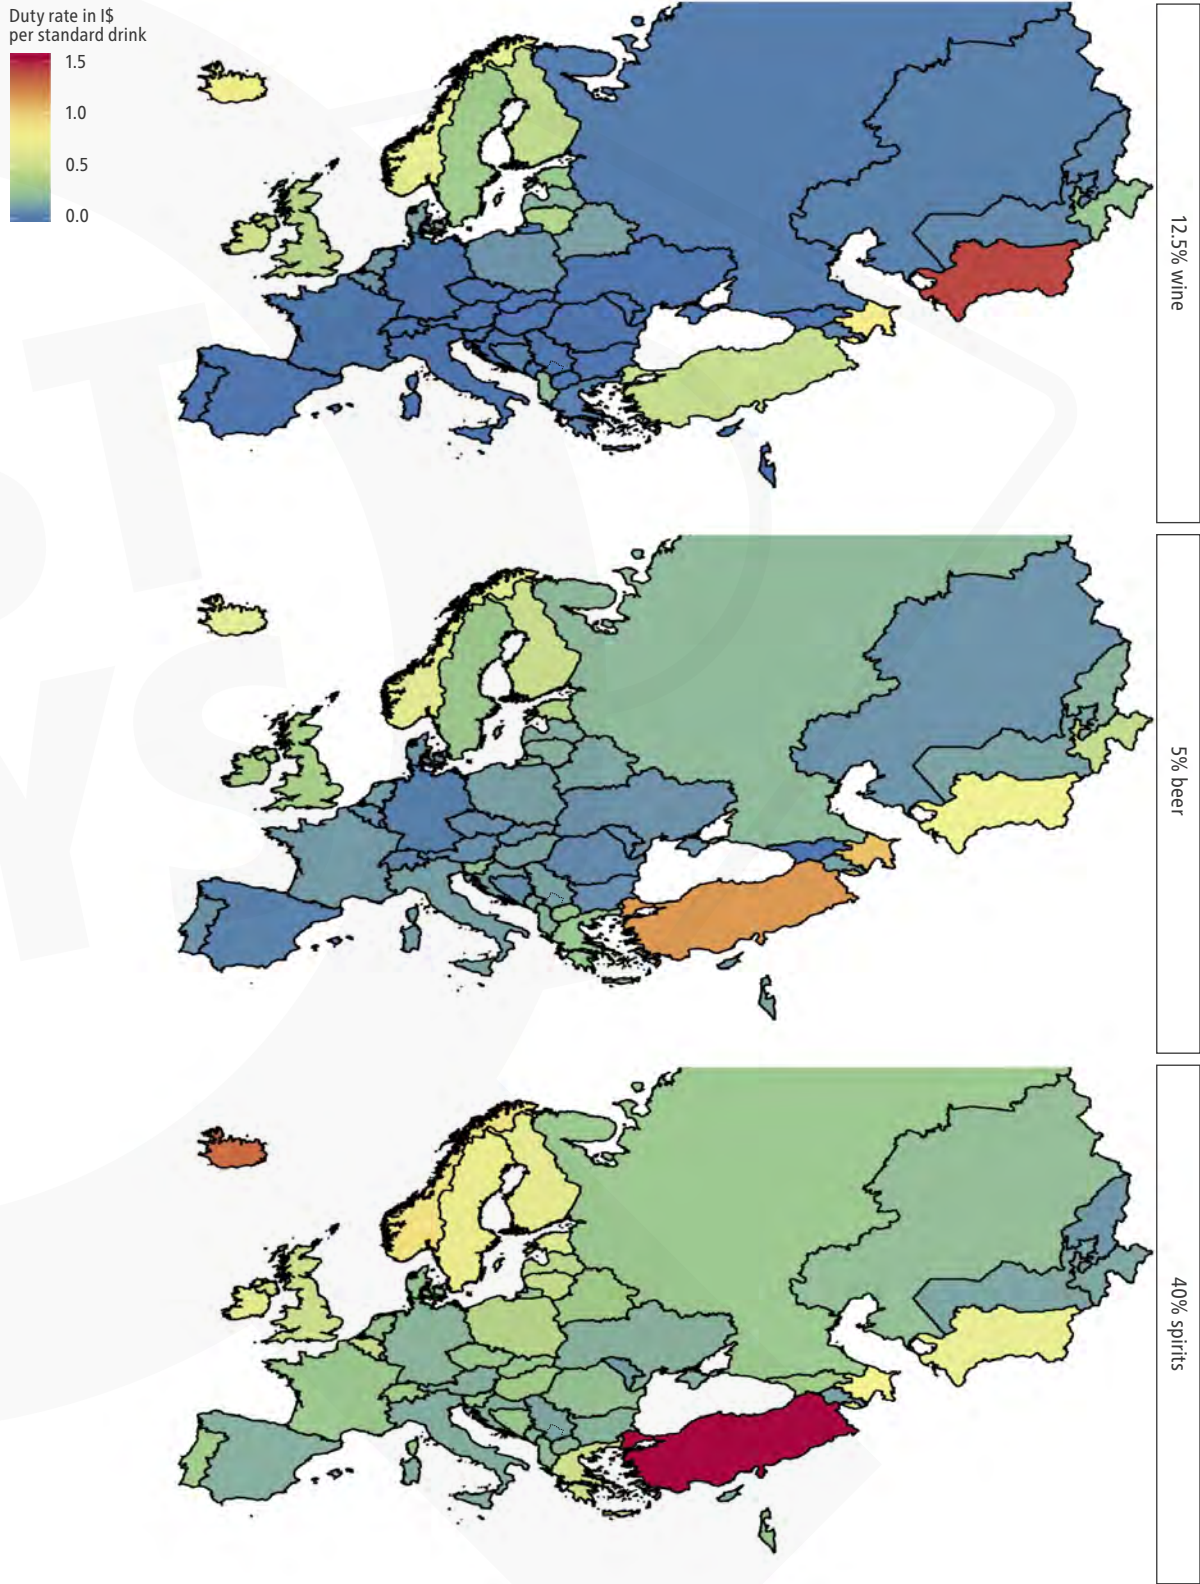 Duty rate in I$
per standard drink
1.5
1.0
0.5
0.0
12.5% wine
5% beer
40% spirits